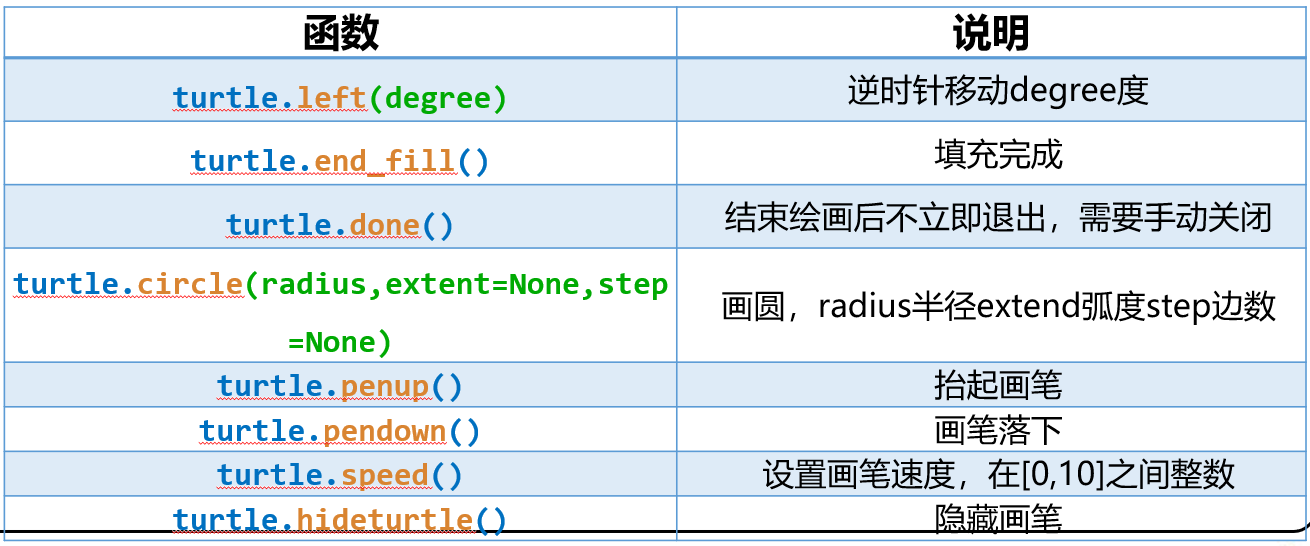 函数 说明
turtle.left(degree) 逆时针移动degree度
turtle.end_fill() 填充完成
turtle.done() 结束绘画后不立即退出，需要手动关闭
turtle.circle(radius,extent=None,step
=None) 画圆，radius半径extend弧度step边数
turtle.penup() 抬起画笔
turtle.pendown() 画笔落下
turtle.speed() 设置画笔速度，在[0,10]之间整数
turtle.hideturtle() 隐藏画笔